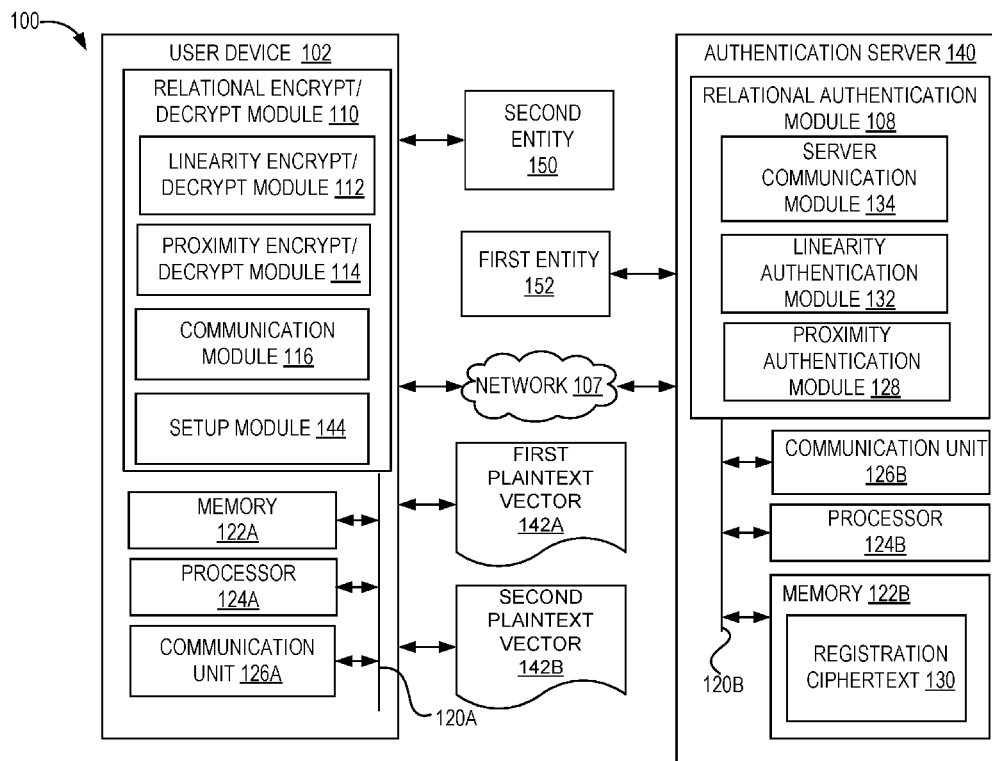 100
USER DEVICE 102
RELATIONAL ENCRYPT/
DECRYPT MODULE 110
LINEARITY ENCRYPT/
DECRYPT MODULE 112
PROXIMITY ENCRYPT/
DECRYPT MODULE 114
COMMUNICATION
MODULE 116
SETUP MODULE 144
MEMORY
122A
PROCESSOR
124A
COMMUNICATION
UNIT 126A
120A
SECOND
ENTITY
150
FIRST ENTITY
152
NETWORK 107
FIRST
PLAINTEXT
VECTOR
142A
SECOND
PLAINTEXT
VECTOR
142B
AUTHENTICATION SERVER 140
RELATIONAL AUTHENTICATION
MODULE 108
SERVER
COMMUNICATION
MODULE 134
LINEARITY
AUTHENTICATION
MODULE 132
PROXIMITY
AUTHENTICATION
MODULE 128
COMMUNICATION UNIT
126B
PROCESSOR
124B
MEMORY 122B
REGISTRATION
CIPHERTEXT 130
120B